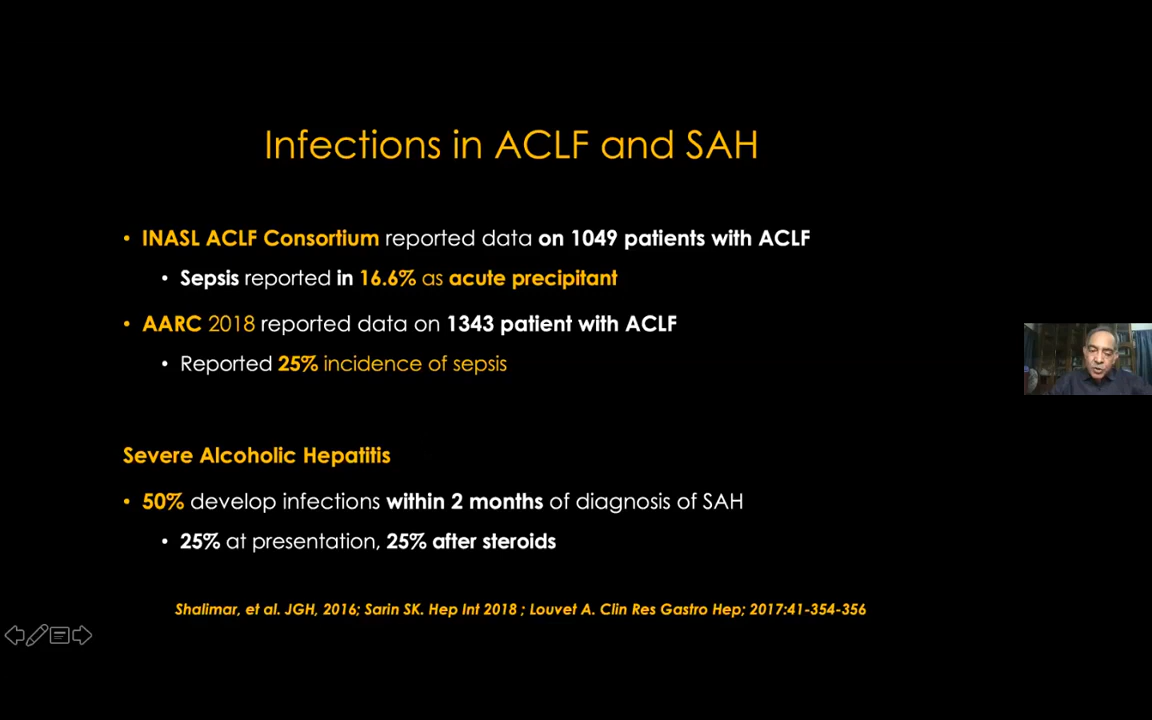 Infections in ACLF and SAH
• INASL ACLF Consortium reported data on 1049 patients with ACLF
• Sepsis reported in 16.6% as acute precipitant
• AARC 2018 reported data on 1343 patient with ACLF
• Reported 25% incidence of sepsis
Severe Alcoholic Hepatitis
• 50% develop infections within 2 months of diagnosis of SAH
• 25% at presentation, 25% after steroids
Shalimar, et al. JGH, 2016; Sarin SK. Hep Int 2018 ; Louvet A. Clin Res Gastro Hep; 2017:41-354-356